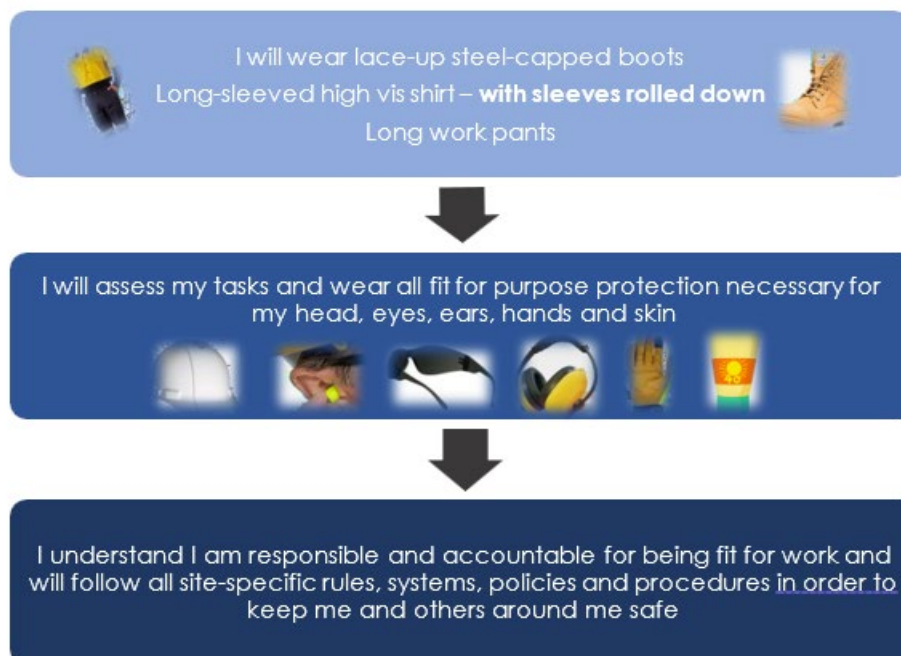 I will wear lace-up steel-capped boots
Long-sleeved high vis shirt – with sleeves rolled down
Long work pants
I will assess my tasks and wear all fit for purpose protection necessary for
my head, eyes, ears, hands and skin
40
I understand I am responsible and accountable for being fit for work and
will follow all site-specific rules, systems, policies and procedures in order to
keep me and others around me safe